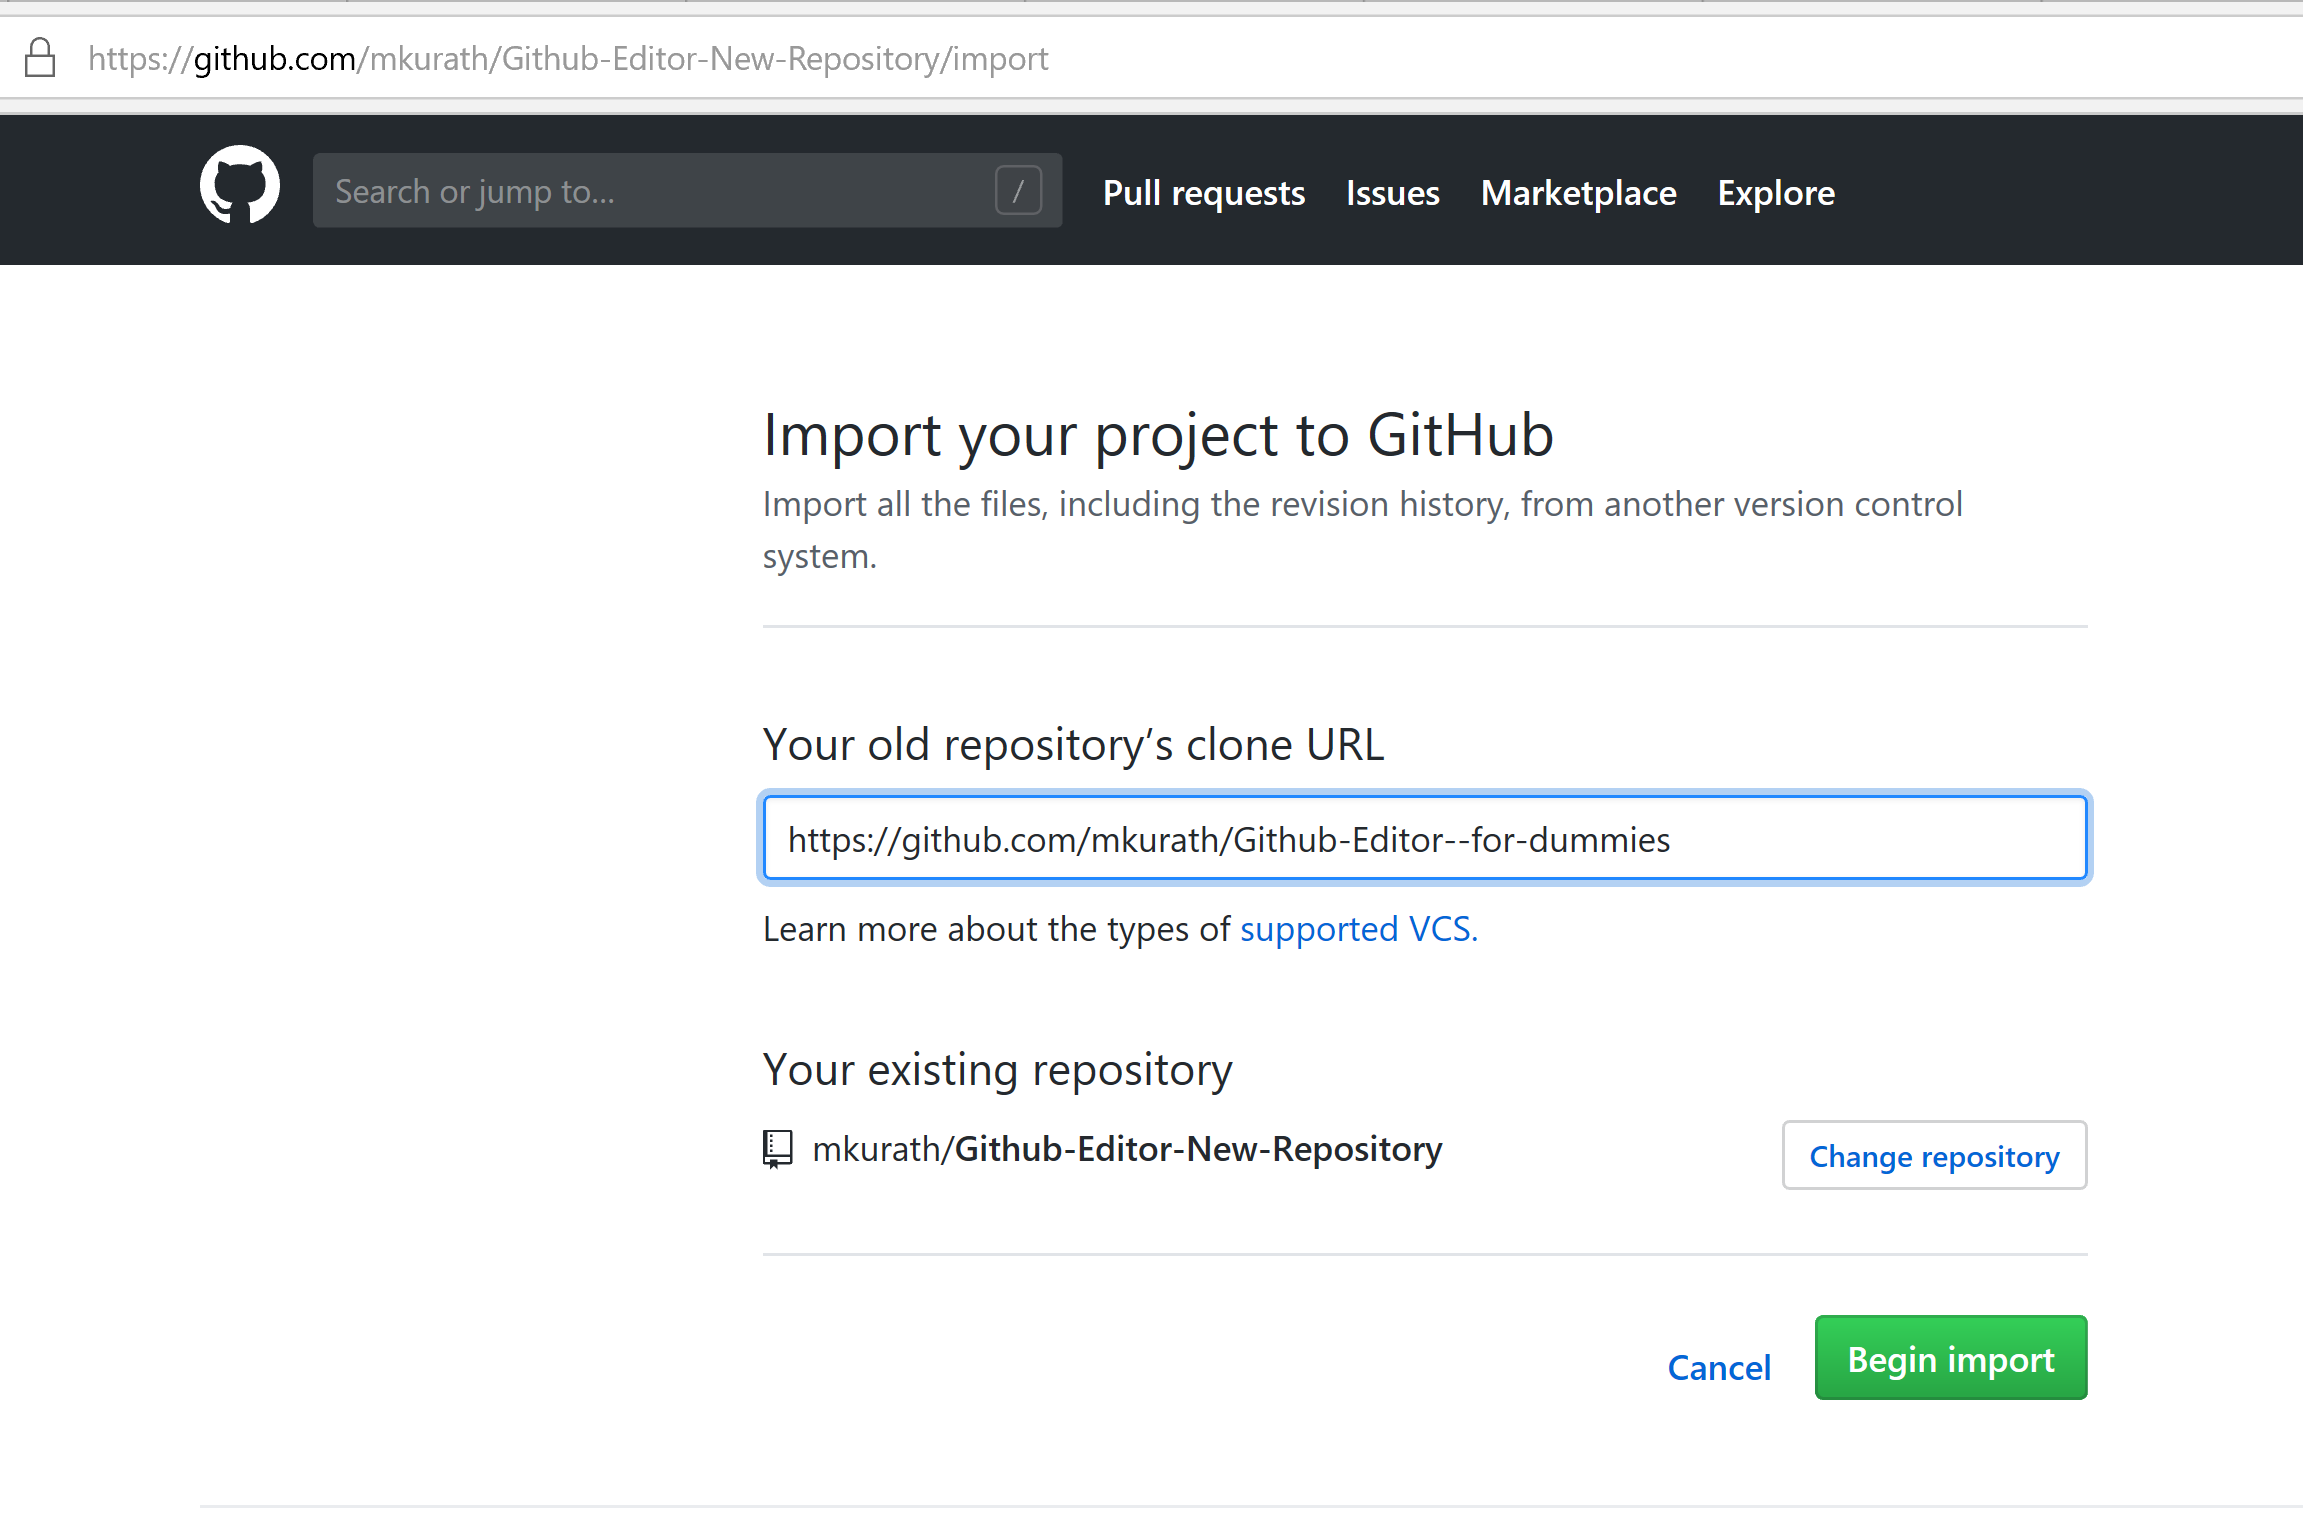 https://github.com/mkurath/Github-Editor-New-Repository/import
Search or jump to... /
Pull requests Issues Marketplace Explore
Import your project to GitHub
Import all the files, including the revision history, from another version control
system.
Your old repository’s clone URL
https://github.com/mkurath/Github-Editor--for-dummies
Learn more about the types of supported VCS.
Your existing repository
mkurath/Github-Editor-New-Repository
Change repository
Cancel Begin import